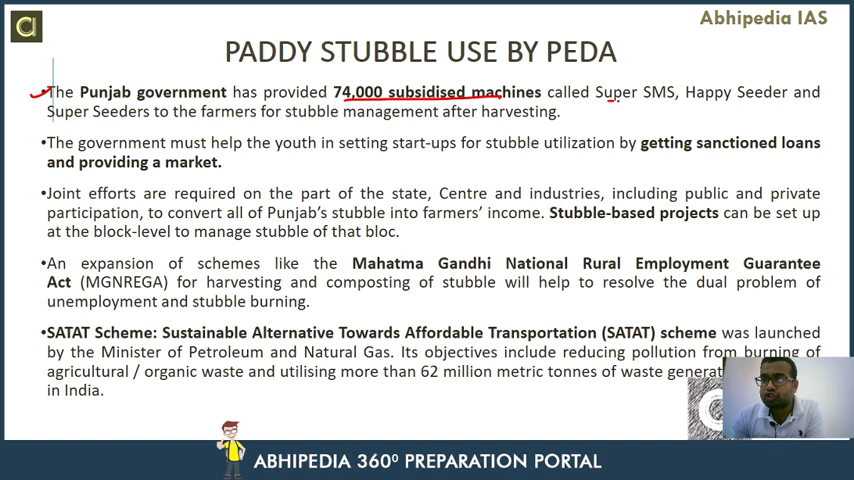 Abhipedia IAS
PADDY STUBBLE USE BY PEDA
•The Punjab government has provided 74,000 subsidised machines called Super SMS, Happy Seeder and
Super Seeders to the farmers for stubble management after harvesting.
•The government must help the youth in setting start-ups for stubble utilization by getting sanctioned loans
and providing a market.
•Joint efforts are required on the part of the state, Centre and industries, including public and private
participation, to convert all of Punjab's stubble into farmers' income. Stubble-based projects can be set up
at the block-level to manage stubble of that bloc.
•An expansion of schemes like the Mahatma Gandhi National Rural Employment Guarantee
Act (MGNREGA) for harvesting and composting of stubble will help to resolve the dual problem of
unemployment and stubble burning.
•SATAT Scheme: Sustainable Alternative Towards Affordable Transportation (SATAT) scheme was launched
by the Minister of Petroleum and Natural Gas. Its objectives include reducing pollution from burning of
agricultural / organic waste and utilising more than 62 million metric tonnes of waste
in India.
ABHIPEDIA 360⁰ PREPARATION PORTAL